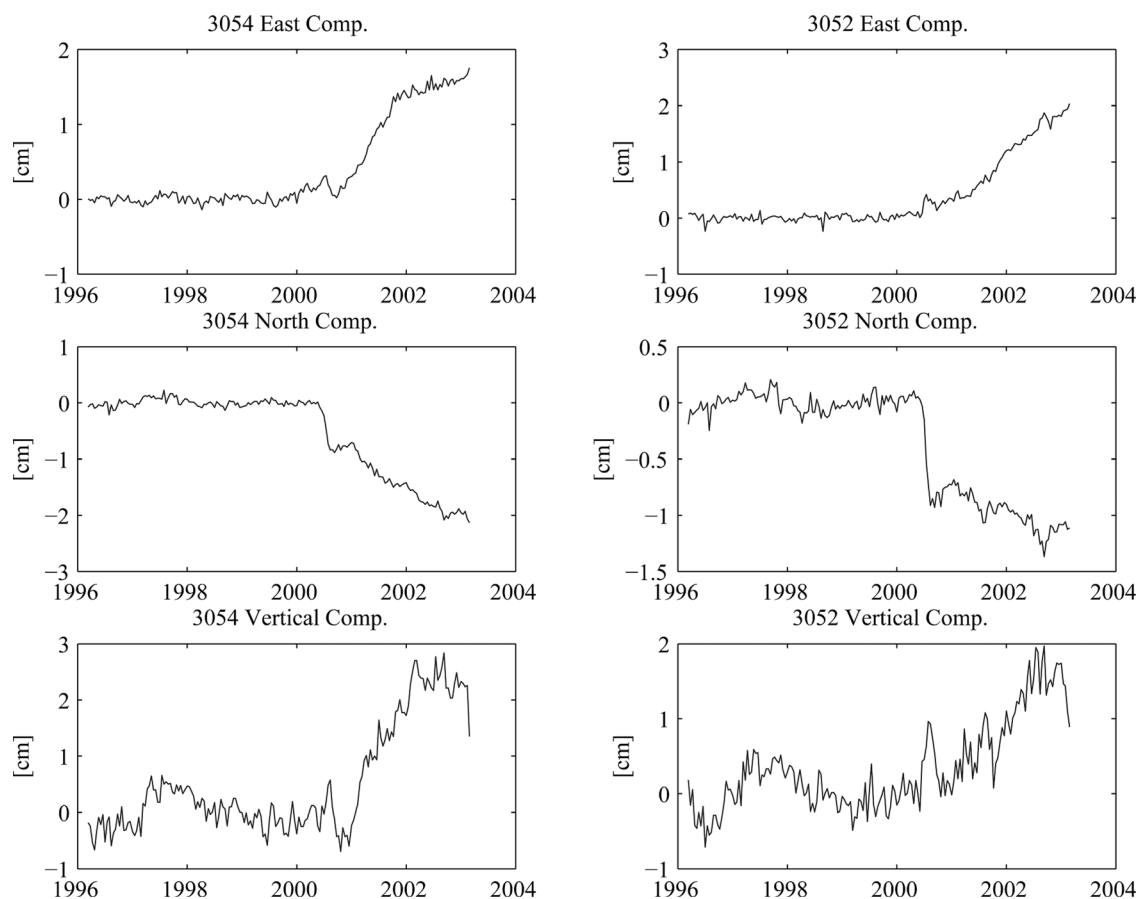 3054 East Comp.
2
1
0
−1
[cm]
1996 1998 2000 2002 2004
3052 East Comp.
3
2
1
0
−1
[cm]
1996 1998 2000 2002 2004
3054 North Comp.
1
0
−1
−2
−3
[cm]
1996 1998 2000 2002 2004
3052 North Comp.
0.5
0
−0.5
−1
−1.5
[cm]
1996 1998 2000 2002 2004
3054 Vertical Comp.
3
2
1
0
−1
[cm]
1996 1998 2000 2002 2004
3052 Vertical Comp.
2
1
0
−1
[cm]
1996 1998 2000 2002 2004